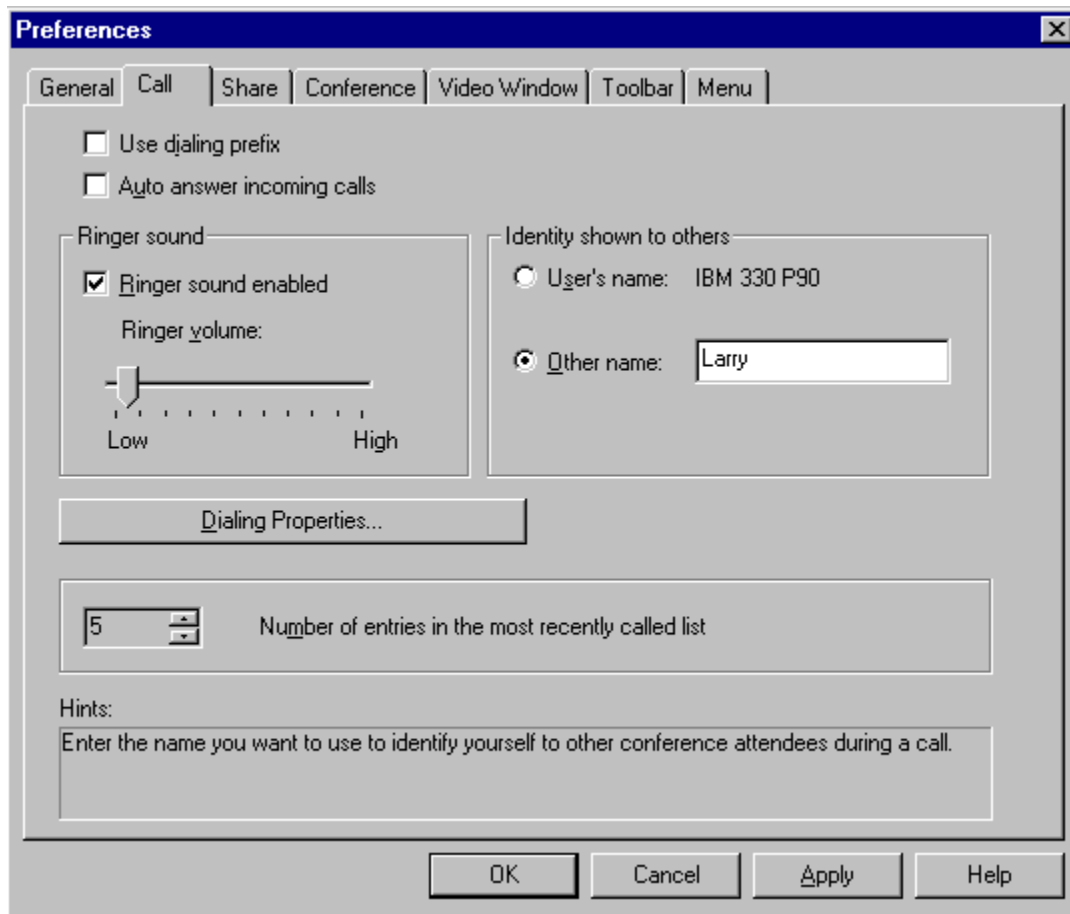 Preferences
General Call Share Conference Video Window Toolbar Menu
Use dialing prefix
Auto answer incoming calls
Ringer sound
Ringer sound enabled
Ringer volume:
Low High
Identity shown to others
User's name: IBM 330 P90
Other name: Larry
Dialing Properties...
5 Number of entries in the most recently called list
Hints:
Enter the name you want to use to identify yourself to other conference attendees during a call.
OK Cancel Apply Help